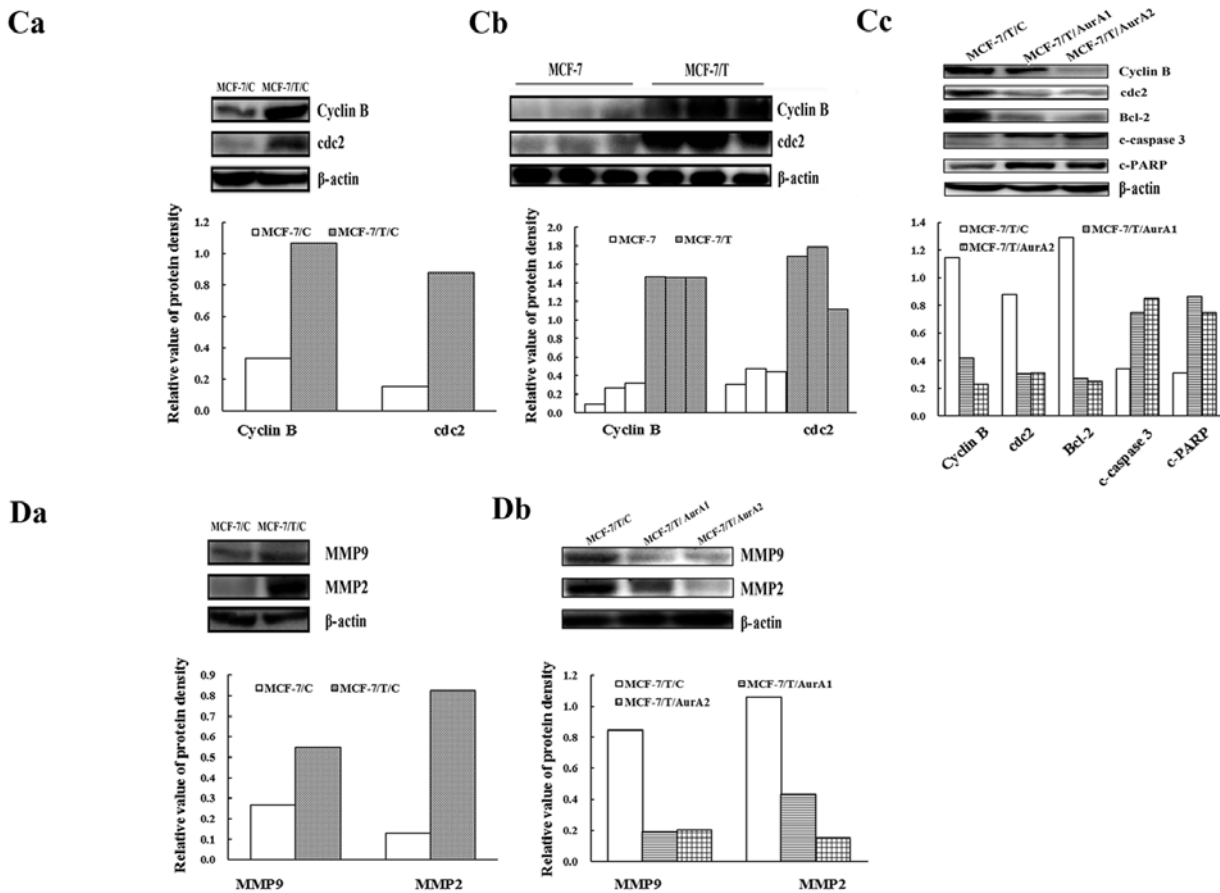 Ca
MCF-7/C MCF-7/T/C
Cyclin B
cdc2
β-actin
Relative value of protein density
1.2
1.0
0.8
0.6
0.4
0.2
0.0
MCF-7/C MCF-7/T/C
Cyclin B cdc2
Cb
MCF-7 MCF-7/T
Cyclin B
cdc2
β-actin
Relative value of protein density
2.0
1.8
1.6
1.4
1.2
1.0
0.8
0.6
0.4
0.2
0.0
MCF-7 MCF-7/T
Cyclin B cdc2
Cc
MCF-7/T/C MCF-7/T/AurA1 MCF-7/T/AurA2
Cyclin B
cdc2
Bcl-2
c-caspase 3
c-PARP
β-actin
1.4
1.2
1.0
0.8
0.6
0.4
0.2
0.0
MCF-7/T/C MCF-7/T/AurA1
MCF-7/T/AurA2
Cyclin B cdc2 Bcl-2 c-caspase 3 c-PARP
Da
MCF-7/C MCF-7/T/C
MMP9
MMP2
β-actin
Relative value of protein density
0.9
0.8
0.7
0.6
0.5
0.4
0.3
0.2
0.1
0.0
MCF-7/C MCF-7/T/C
MMP9 MMP2
Db
MCF-7/T/C MCF-7/T/AurA1 MCF-7/T/AurA2
MMP9
MMP2
β-actin
Relative value of protein density
1.2
1.0
0.8
0.6
0.4
0.2
0.0
MCF-7/T/C MCF-7/T/AurA1
MCF-7/T/AurA2
MMP9 MMP2